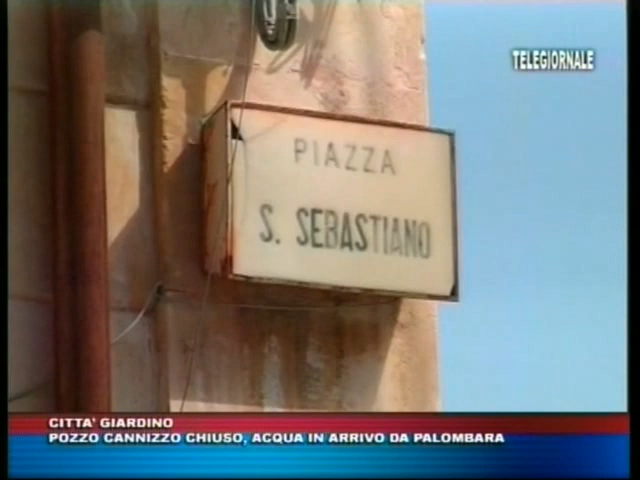 TELEGIORNALE
PIAZZA
S. SEBASTIANO
CITTA' GIARDINO
POZZO CANNIZZO CHIUSO, ACQUA IN ARRIVO DA PALOMBARA